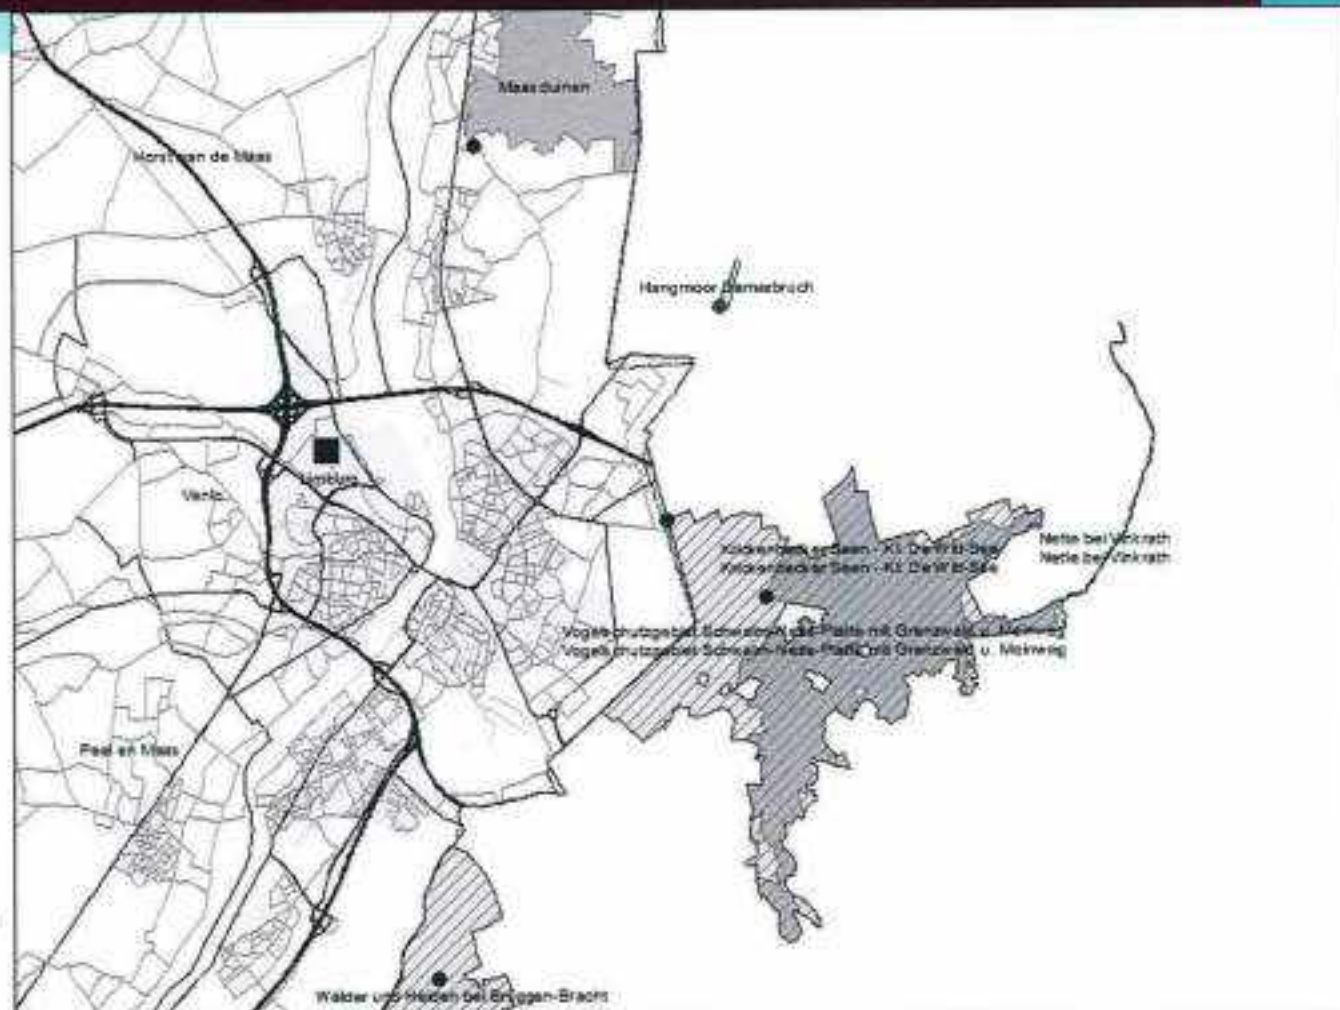 Maasduinen
Horst aan de Maas
Hangmoor Damerbruch
Limburg
Venlo
Krickenbecker Seen - Kl. De Witt-See
Krickenbecker Seen - Kl. De Witt-See
Nette bei Vinkrath
Nette bei Vinkrath
Vogelschutzgebiet Schwalm-Nette-Platte mit Grenzwald u. Meinweg
Vogelschutzgebiet Schwalm-Nette-Platte mit Grenzwald u. Meinweg
Peel en Maas
Wälder und Heiden bei Brüggen-Bracht